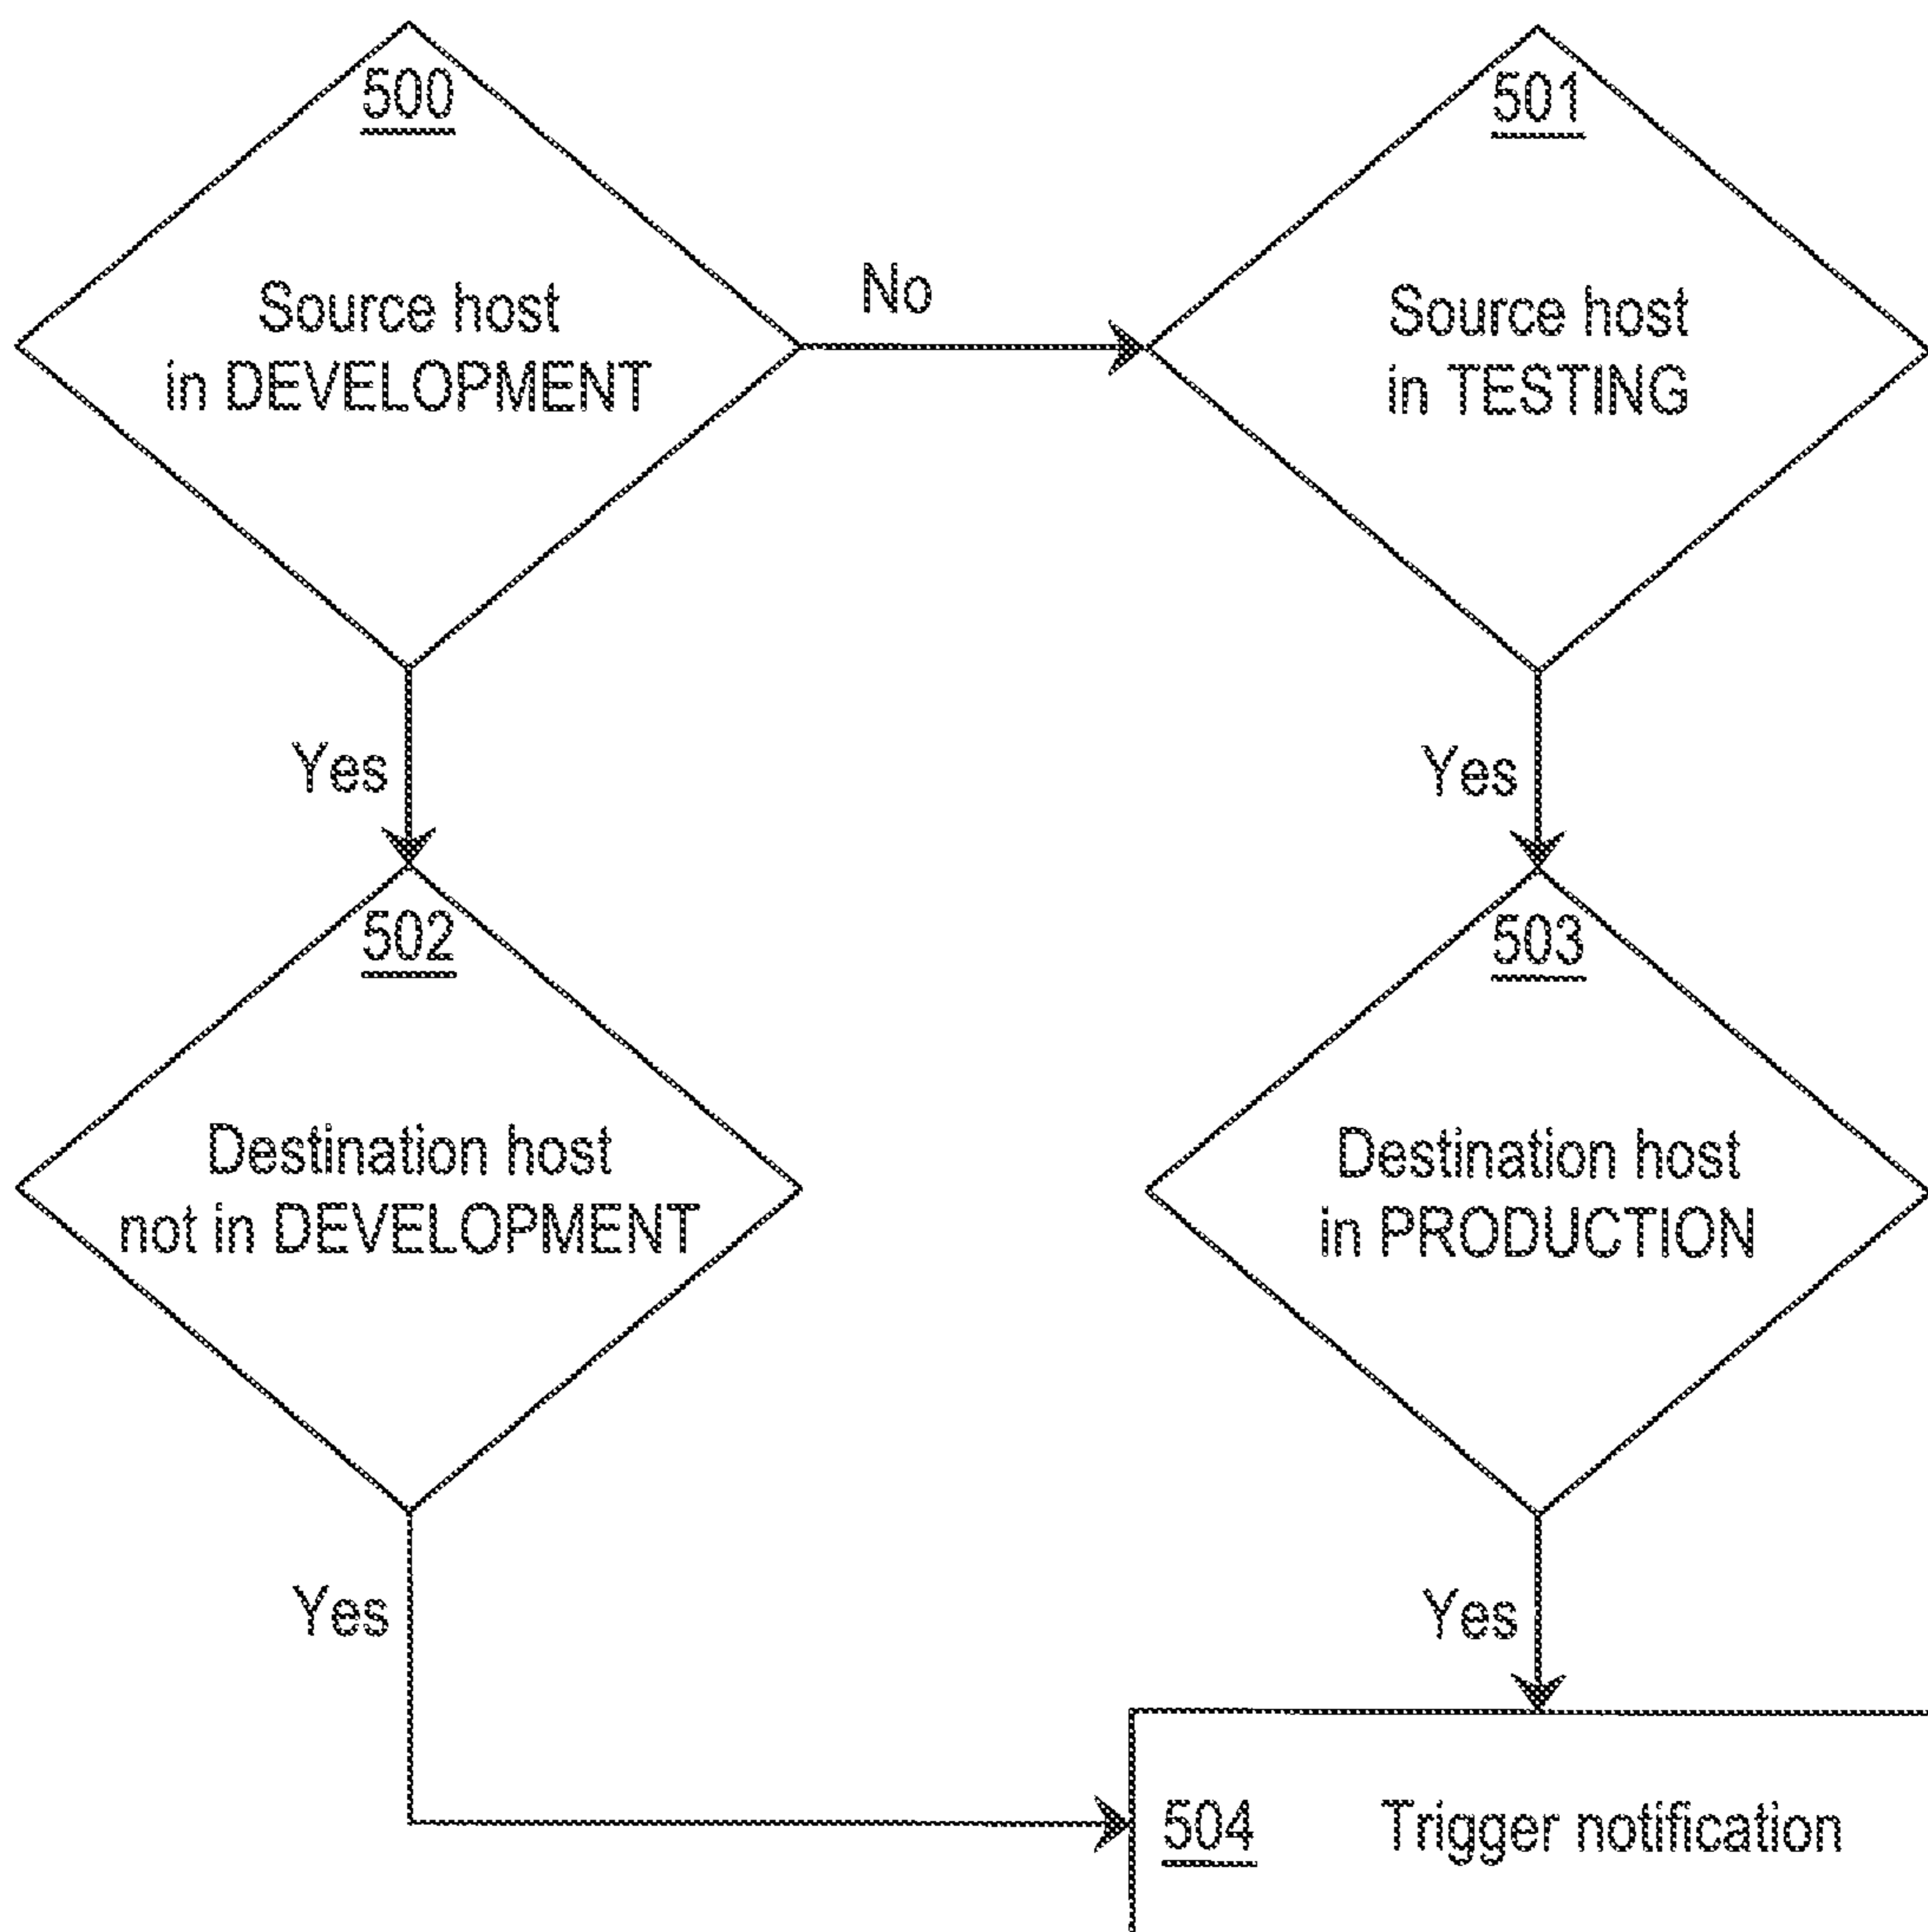 500
Source host
in DEVELOPMENT
No
501
Source host
in TESTING
Yes
Yes
502
Destination host
not in DEVELOPMENT
503
Destination host
in PRODUCTION
Yes
Yes
504 Trigger notification